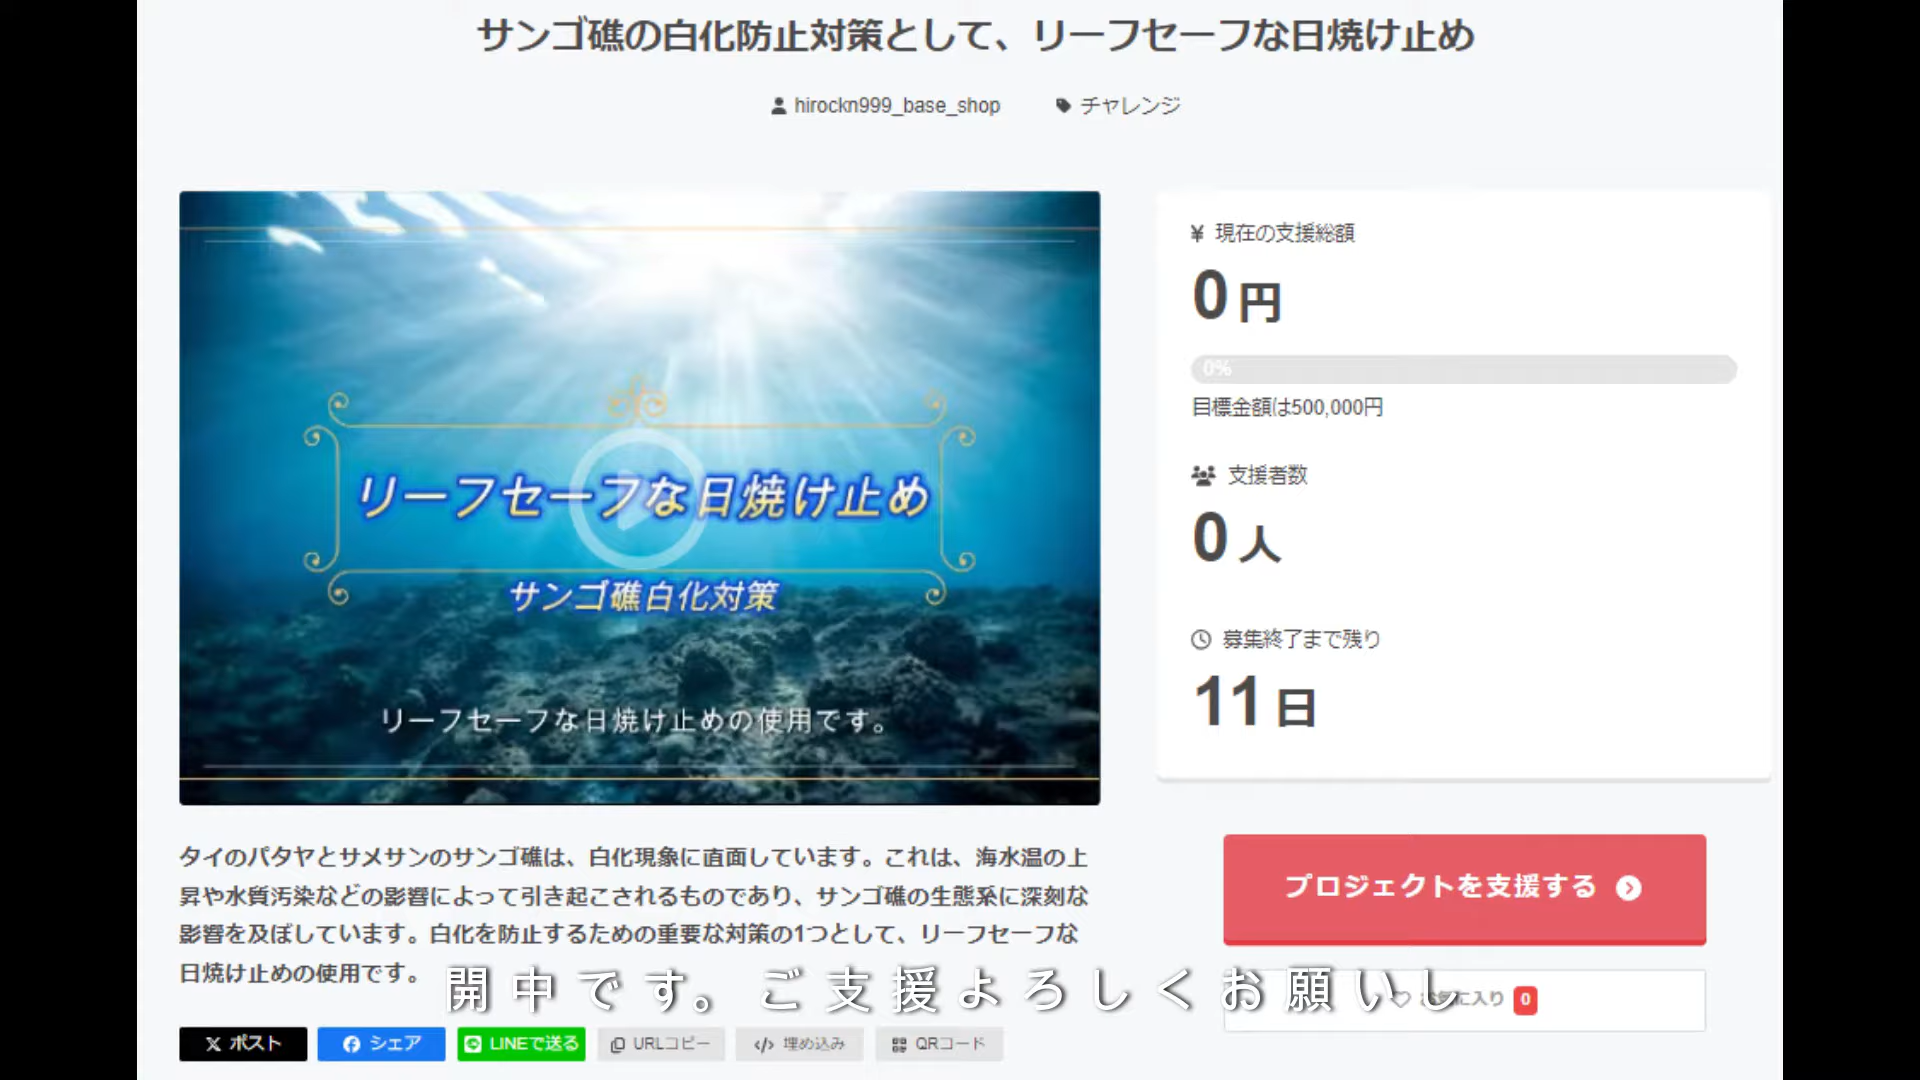 サンゴ礁の白化防止対策として、リーフセーフな日焼け止め
hirockn999_base_shop チャレンジ
リーフセーフな日焼け止め
サンゴ礁白化対策
リーフセーフな日焼け止めの使用です。
¥ 現在の支援総額
0円
0%
目標金額は500,000円
支援者数
0人
募集終了まで残り
11日
タイのパタヤとサメサンのサンゴ礁は、白化現象に直面しています。これは、海水温の上
昇や水質汚染などの影響によって引き起こされるものであり、サンゴ礁の生態系に深刻な
影響を及ぼしています。白化を防止するための重要な対策の1つとして、リーフセーフな
日焼け止めの使用です。
プロジェクトを支援する
お気に入り 0
開中です。ご支援よろしくお願いし
ポスト シェア LINEで送る URLコピー 埋め込み QRコード